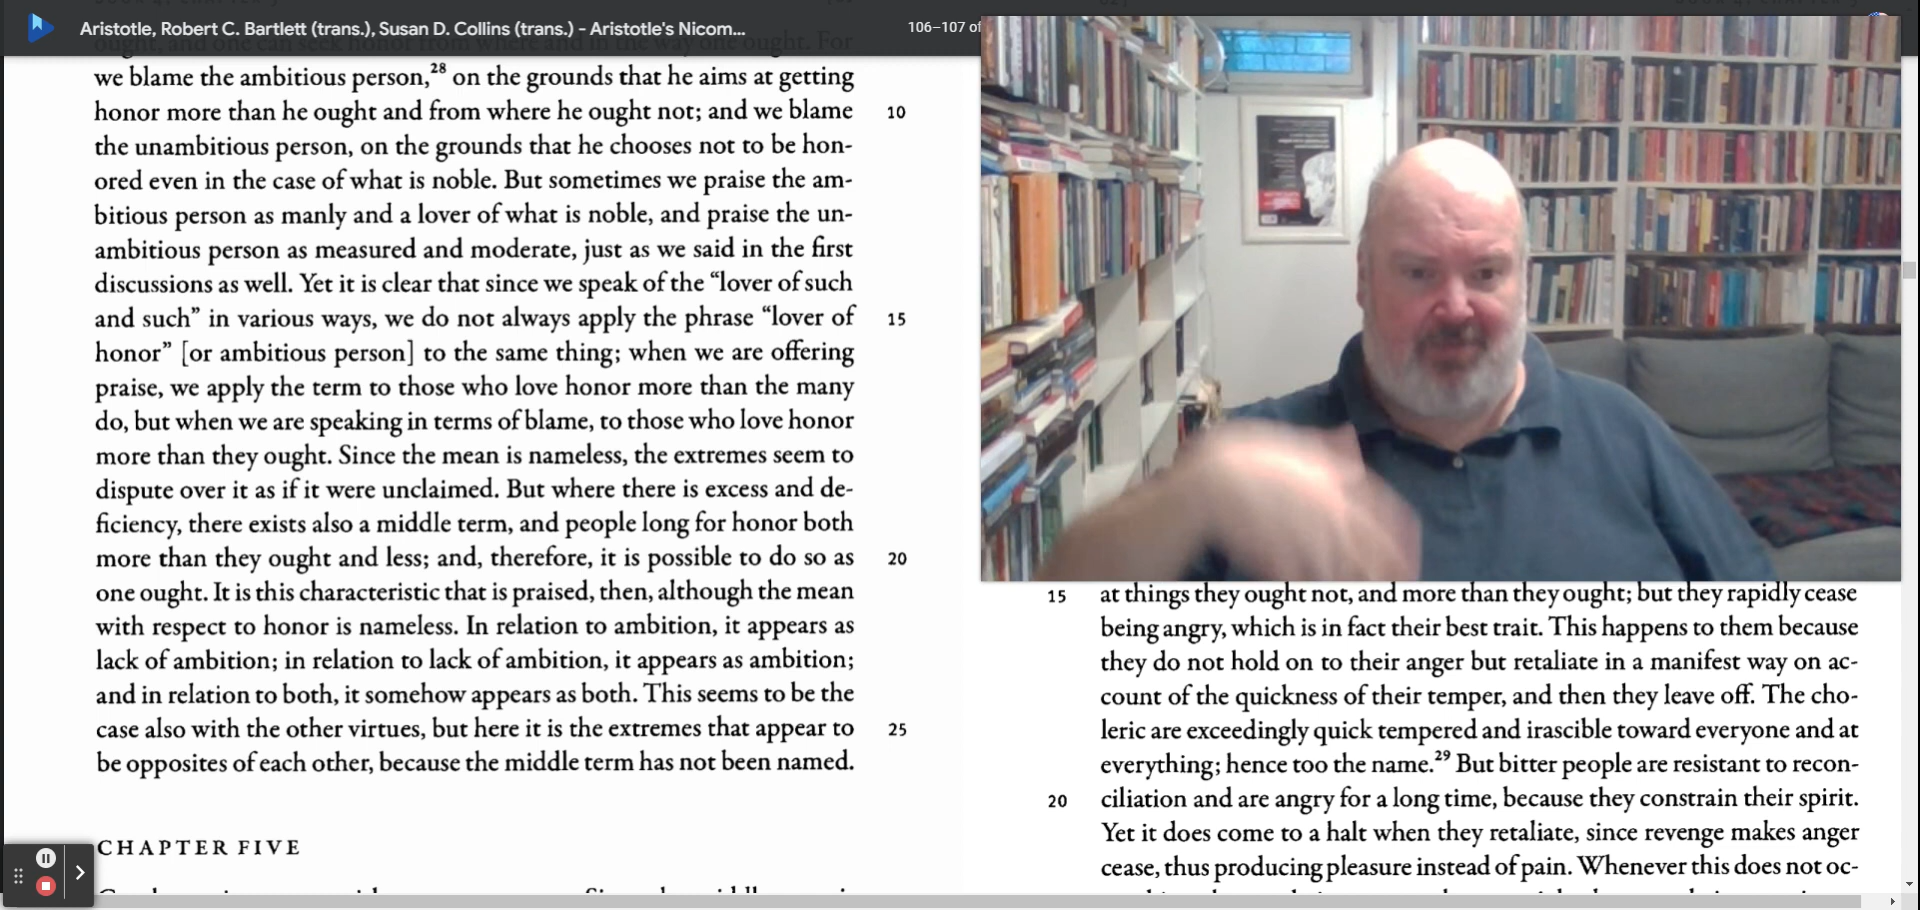 Aristotle, Robert C. Bartlett (trans.), Susan D. Collins (trans.) - Aristotle's Nicom...
106–107 of
ought, and one can seek honor from where and in the way one ought. For
we blame the ambitious person,²⁸ on the grounds that he aims at getting
honor more than he ought and from where he ought not; and we blame 10
the unambitious person, on the grounds that he chooses not to be hon-
ored even in the case of what is noble. But sometimes we praise the am-
bitious person as manly and a lover of what is noble, and praise the un-
ambitious person as measured and moderate, just as we said in the first
discussions as well. Yet it is clear that since we speak of the “lover of such
and such” in various ways, we do not always apply the phrase “lover of 15
honor” [or ambitious person] to the same thing; when we are offering
praise, we apply the term to those who love honor more than the many
do, but when we are speaking in terms of blame, to those who love honor
more than they ought. Since the mean is nameless, the extremes seem to
dispute over it as if it were unclaimed. But where there is excess and de-
ficiency, there exists also a middle term, and people long for honor both
more than they ought and less; and, therefore, it is possible to do so as 20
one ought. It is this characteristic that is praised, then, although the mean
with respect to honor is nameless. In relation to ambition, it appears as
lack of ambition; in relation to lack of ambition, it appears as ambition;
and in relation to both, it somehow appears as both. This seems to be the
case also with the other virtues, but here it is the extremes that appear to 25
be opposites of each other, because the middle term has not been named.
CHAPTER FIVE
15 at things they ought not, and more than they ought; but they rapidly cease
being angry, which is in fact their best trait. This happens to them because
they do not hold on to their anger but retaliate in a manifest way on ac-
count of the quickness of their temper, and then they leave off. The cho-
leric are exceedingly quick tempered and irascible toward everyone and at
everything; hence too the name.²⁹ But bitter people are resistant to recon-
20 ciliation and are angry for a long time, because they constrain their spirit.
Yet it does come to a halt when they retaliate, since revenge makes anger
cease, thus producing pleasure instead of pain. Whenever this does not oc-